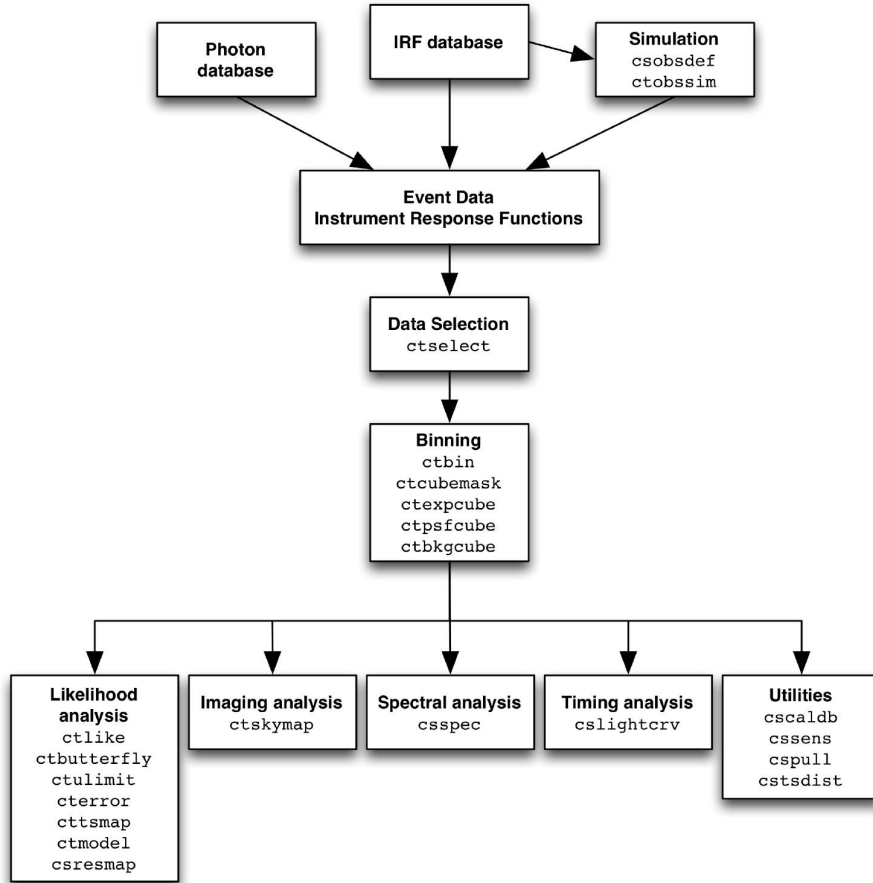 Photon
database
IRF database
Simulation
csobsdef
ctobssim
Event Data
Instrument Response Functions
Data Selection
ctselect
Binning
ctbin
ctcubemask
ctexpcube
ctpsfcube
ctbkgcube
Likelihood
analysis
ctlike
ctbutterfly
ctulimit
cterror
cttsmap
ctmodel
csresmap
Imaging analysis
ctskymap
Spectral analysis
csspec
Timing analysis
cslightcrv
Utilities
cscaldb
cssens
cspull
cstsdist